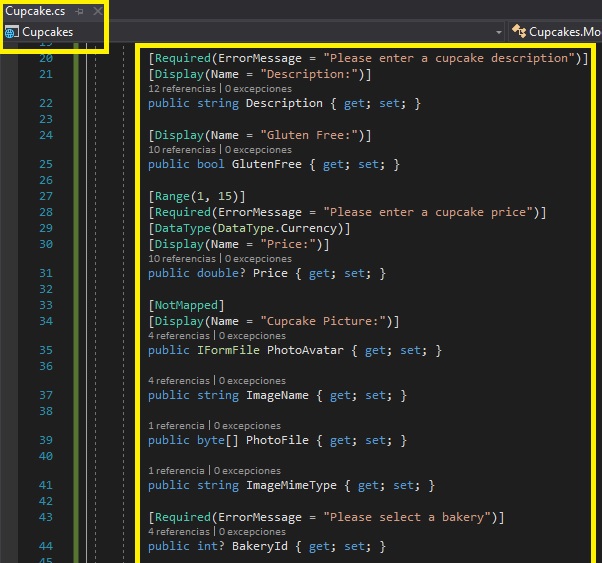 Cupcake.cs
Cupcakes
Cupcakes.Mo
19
20 [Required(ErrorMessage = "Please enter a cupcake description")]
21 [Display(Name = "Description:")]
12 referencias | 0 excepciones
22 public string Description { get; set; }
23
24 [Display(Name = "Gluten Free:")]
10 referencias | 0 excepciones
25 public bool GlutenFree { get; set; }
26
27 [Range(1, 15)]
28 [Required(ErrorMessage = "Please enter a cupcake price")]
29 [DataType(DataType.Currency)]
30 [Display(Name = "Price:")]
10 referencias | 0 excepciones
31 public double? Price { get; set; }
32
33 [NotMapped]
34 [Display(Name = "Cupcake Picture:")]
4 referencias | 0 excepciones
35 public IFormFile PhotoAvatar { get; set; }
36
4 referencias | 0 excepciones
37 public string ImageName { get; set; }
38
1 referencia | 0 excepciones
39 public byte[] PhotoFile { get; set; }
40
1 referencia | 0 excepciones
41 public string ImageMimeType { get; set; }
42
43 [Required(ErrorMessage = "Please select a bakery")]
4 referencias | 0 excepciones
44 public int? BakeryId { get; set; }
45